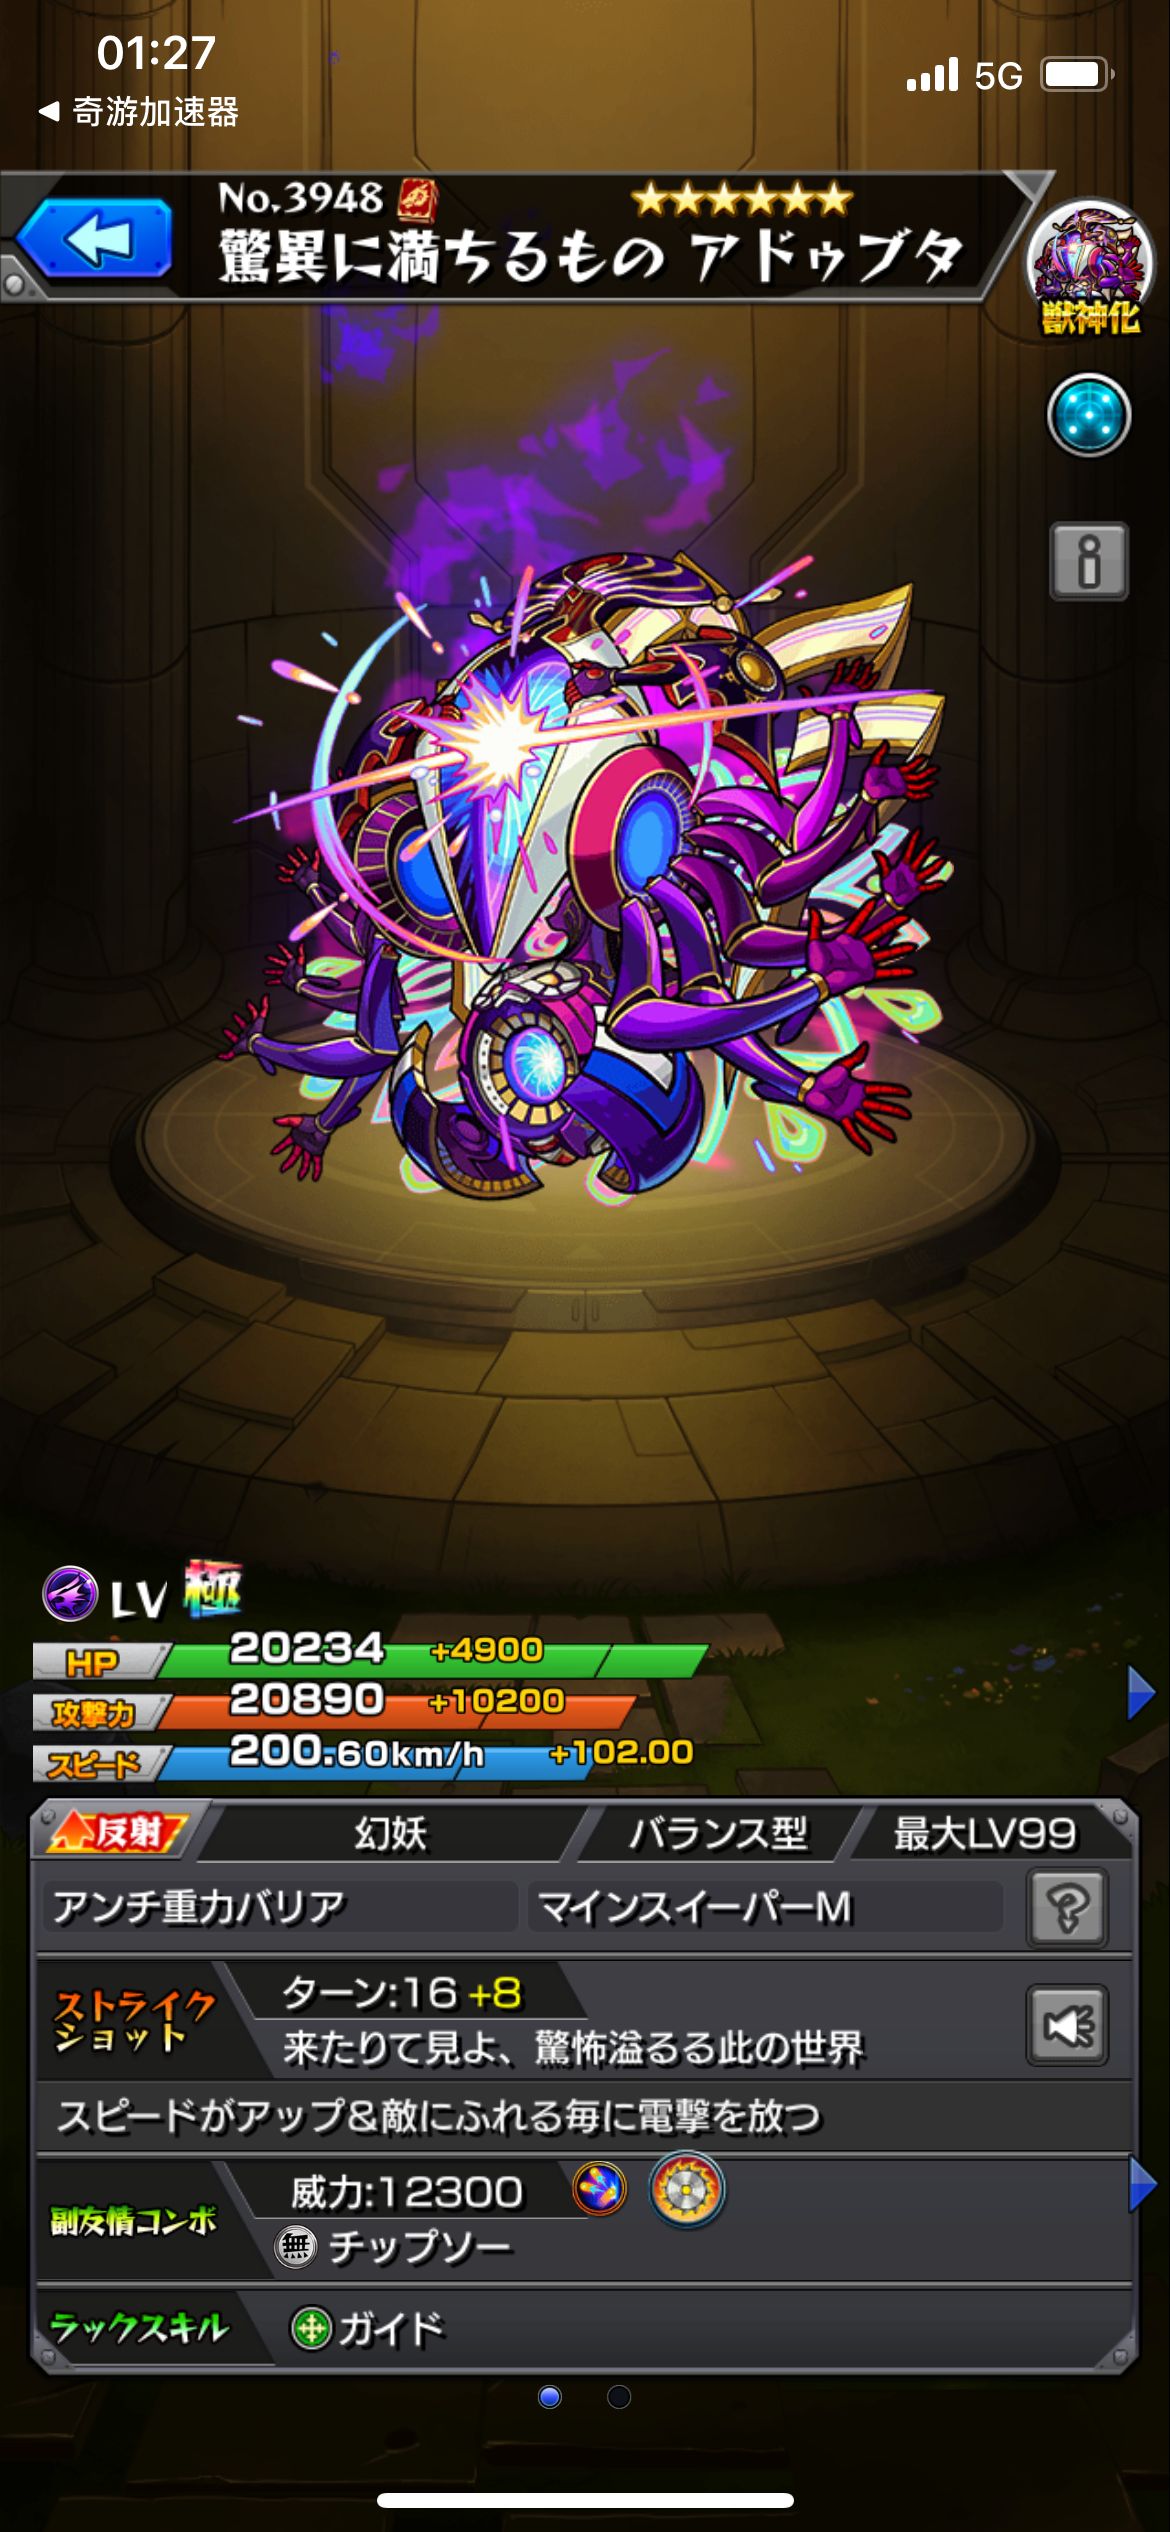 01:27
5G
◀ 奇游加速器
No.3948
★★★★★★
驚異に満ちるもの アドゥブタ
獣神化
LV 極
HP 20234 +4900
攻撃力 20890 +10200
スピード 200.60km/h +102.00
反射 幻妖 バランス型 最大LV99
アンチ重力バリア マインスイーパーM
ストライクショット ターン:16 +8
来たりて見よ、驚怖溢るる此の世界
スピードがアップ&敵にふれる毎に電撃を放つ
副友情コンボ 威力:12300
無 チップソー
ラックスキル ガイド